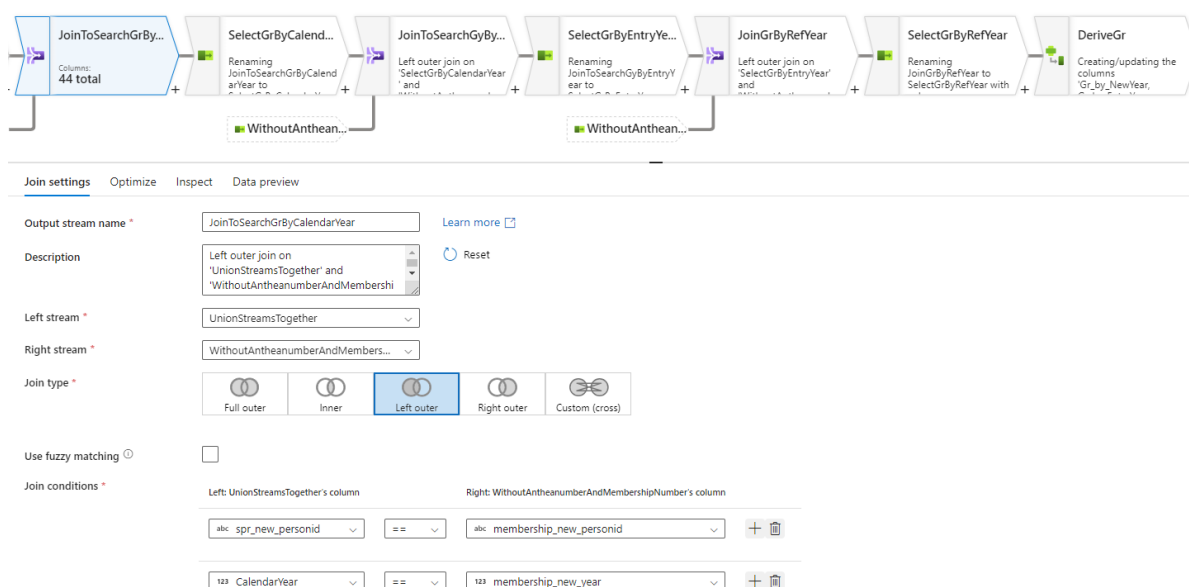 JoinToSearchGrBy...
Columns:
44 total
SelectGrByCalend...
Renaming
JoinToSearchGrByCalend
arYear to
JoinToSearchGyBy...
Left outer join on
'SelectGrByCalendarYear
' and
SelectGrByEntryYe...
Renaming
JoinToSearchGyByEntryY
ear to
JoinGrByRefYear
Left outer join on
'SelectGrByEntryYear'
and
SelectGrByRefYear
Renaming
JoinGrByRefYear to
SelectGrByRefYear with
DeriveGr
Creating/updating the
columns
'Gr_by_NewYear,
+ + + + + +
WithoutAnthean...
WithoutAnthean...
Join settings Optimize Inspect Data preview
Output stream name *
JoinToSearchGrByCalendarYear
Learn more
Description
Left outer join on
'UnionStreamsTogether' and
'WithoutAntheanumberAndMembershi
Reset
Left stream *
UnionStreamsTogether
Right stream *
WithoutAntheanumberAndMembers...
Join type *
Full outer Inner Left outer Right outer Custom (cross)
Use fuzzy matching
Join conditions *
Left: UnionStreamsTogether's column
Right: WithoutAntheanumberAndMembershipNumber's column
abc spr_new_personid == abc membership_new_personid
123 CalendarYear == 123 membership_new_year